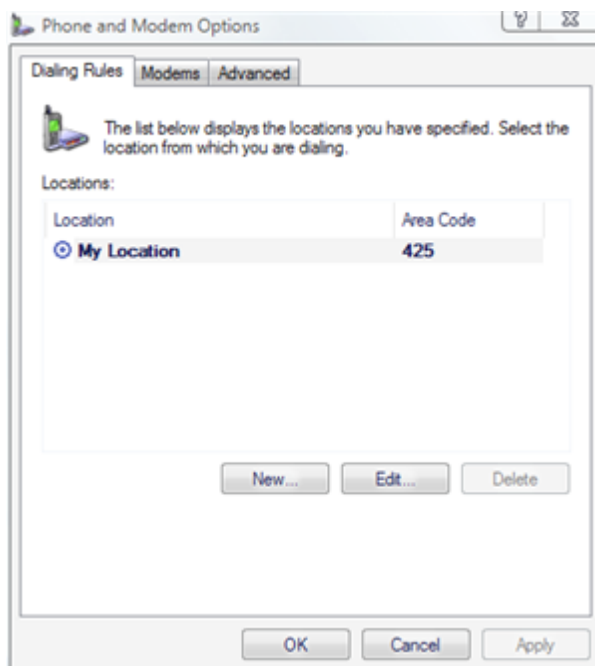 Phone and Modem Options
Dialing Rules Modems Advanced
The list below displays the locations you have specified. Select the
location from which you are dialing.
Locations:
Location Area Code
My Location 425
New... Edit... Delete
OK Cancel Apply